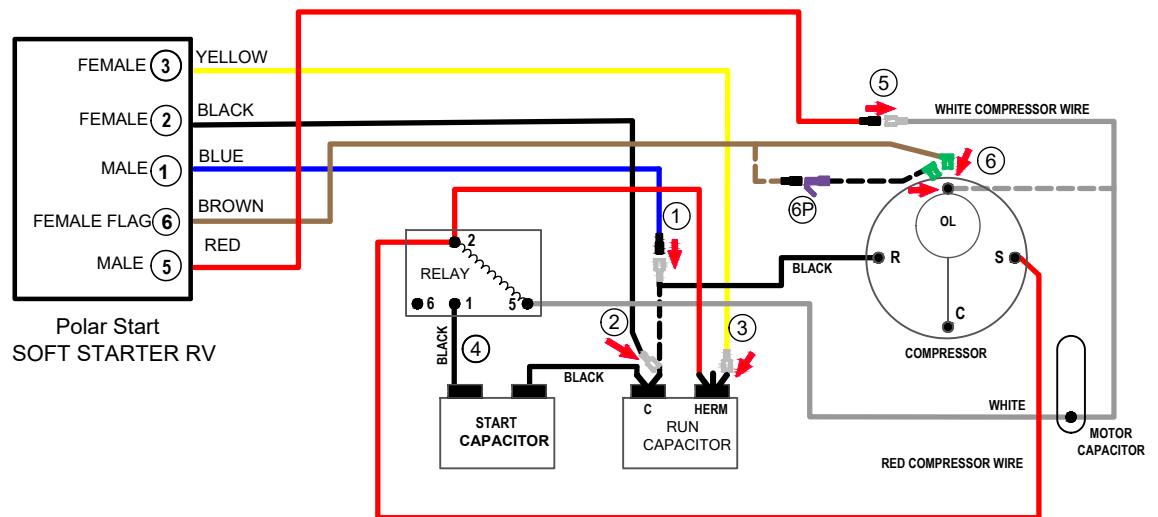 FEMALE 3 YELLOW
FEMALE 2 BLACK
MALE 1 BLUE
FEMALE FLAG 6 BROWN
MALE 5 RED
Polar Start
SOFT STARTER RV
5
WHITE COMPRESSOR WIRE
6
6P
1
OL
R
S
C
COMPRESSOR
BLACK
2
RELAY
6 1 5
BLACK
4
2
3
BLACK
START
CAPACITOR
C HERM
RUN
CAPACITOR
WHITE
MOTOR
CAPACITOR
RED COMPRESSOR WIRE